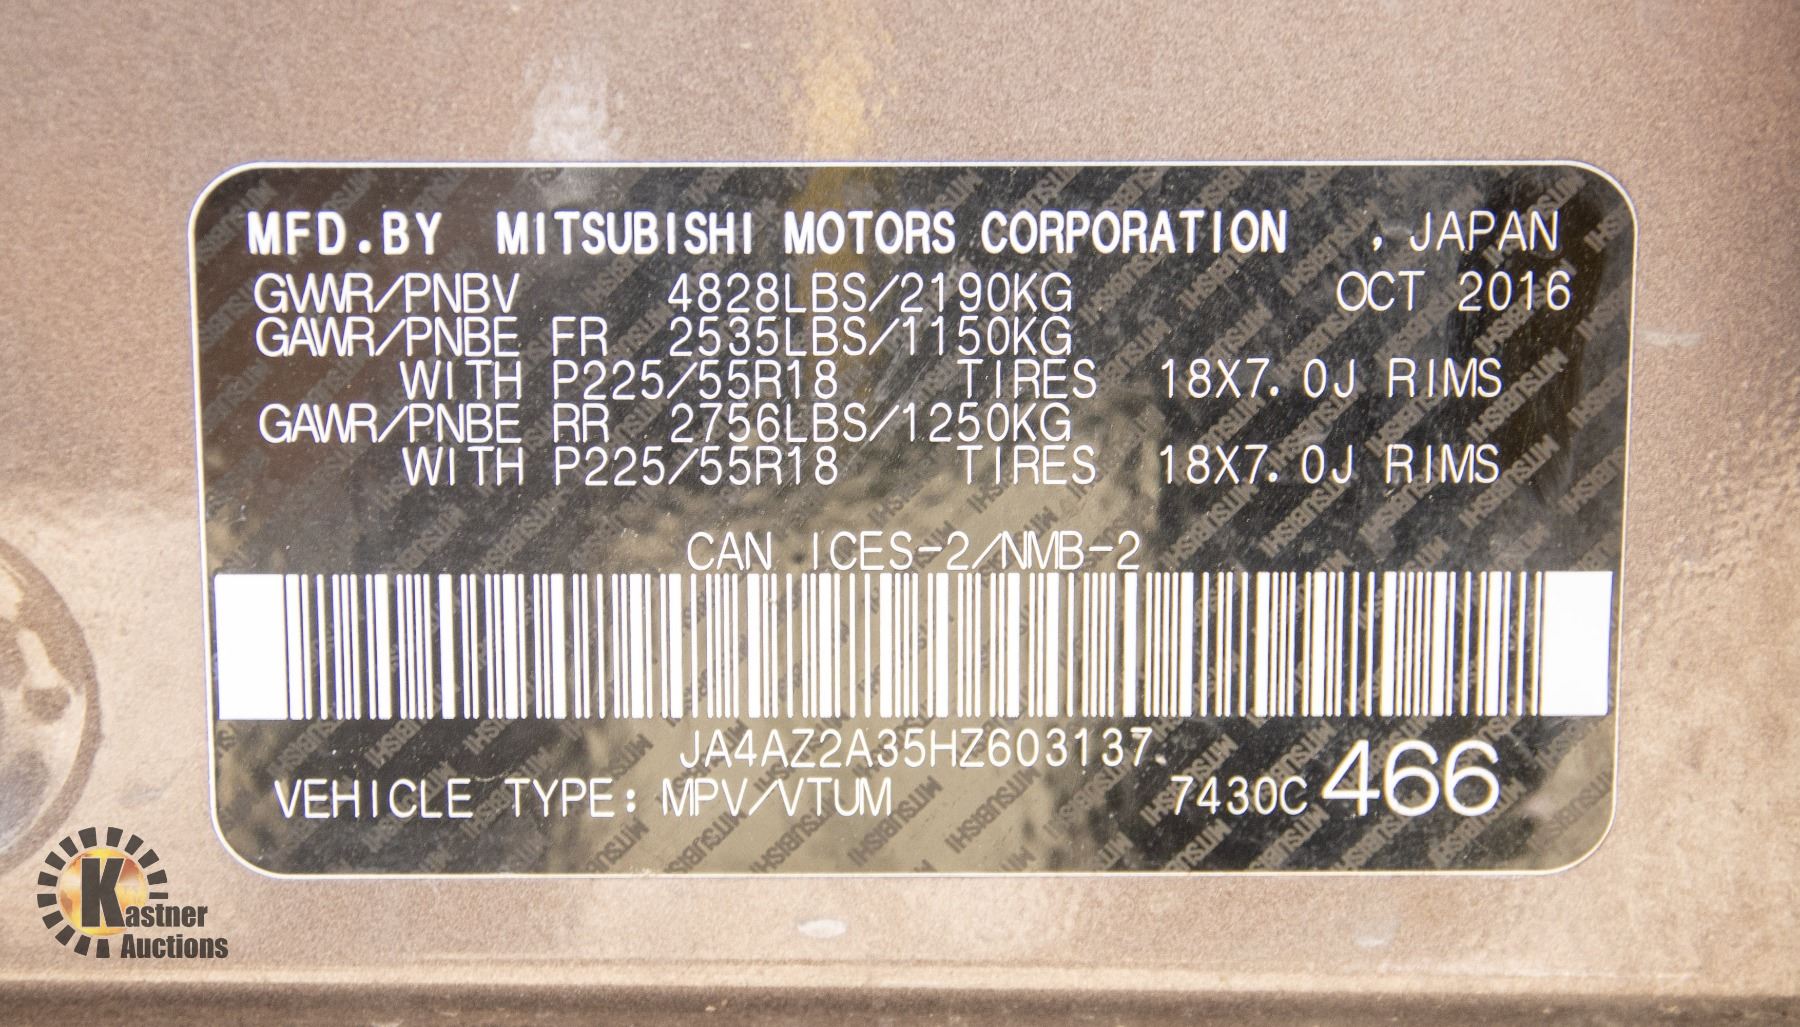 MFD.BY MITSUBISHI MOTORS CORPORATION , JAPAN
GVWR/PNBV 4828LBS/2190KG OCT 2016
GAWR/PNBE FR 2535LBS/1150KG
WITH P225/55R18 TIRES 18X7.0J RIMS
GAWR/PNBE RR 2756LBS/1250KG
WITH P225/55R18 TIRES 18X7.0J RIMS
CAN ICES-2/NMB-2
JA4AZ2A35HZ603137
VEHICLE TYPE: MPV/VTUM 7430C 466
Kastner
Auctions